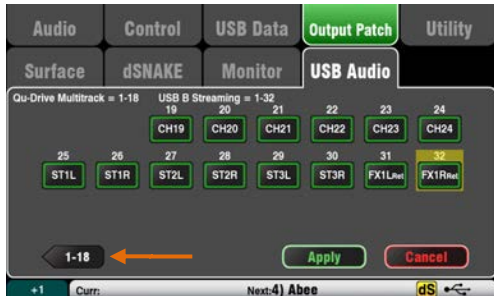 Audio Control USB Data Output Patch Utility
Surface dSNAKE Monitor USB Audio
Qu-Drive Multitrack = 1-18 USB B Streaming = 1-32
19 20 21 22 23 24
CH19 CH20 CH21 CH22 CH23 CH24
25 26 27 28 29 30 31 32
ST1L ST1R ST2L ST2R ST3L ST3R FX1LRet FX1RRet
1-18 Apply Cancel
+1 Curr: Next:4) Abee dS